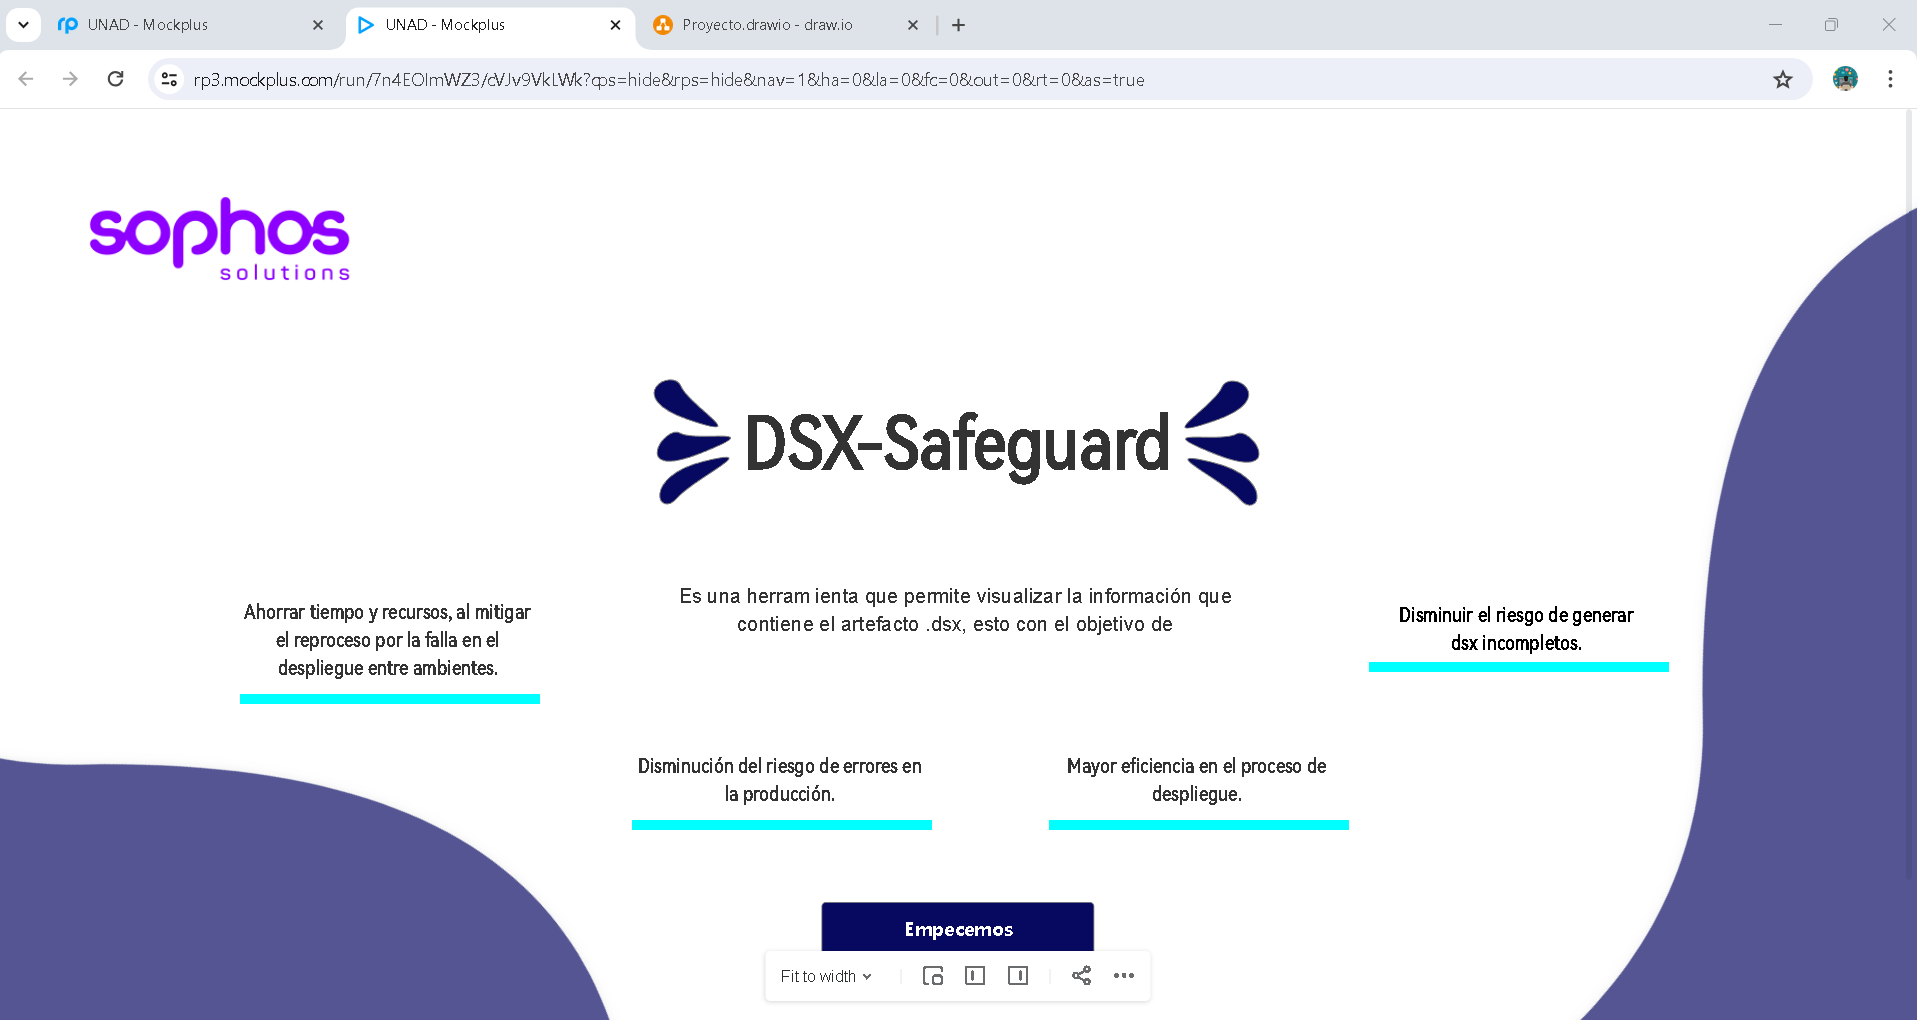 UNAD - Mockplus
UNAD - Mockplus
Proyecto.drawio - draw.io
rp3.mockplus.com/run/7n4EOImWZ3/cVJv9VkLWk?cps=hide&rps=hide&nav=1&ha=0&la=0&fc=0&out=0&rt=0&as=true
sophos
solutions
DSX-Safeguard
Es una herram ienta que permite visualizar la información que
contiene el artefacto .dsx, esto con el objetivo de
Ahorrar tiempo y recursos, al mitigar
el reproceso por la falla en el
despliegue entre ambientes.
Disminuir el riesgo de generar
dsx incompletos.
Disminución del riesgo de errores en
la producción.
Mayor eficiencia en el proceso de
despliegue.
Empecemos
Fit to width